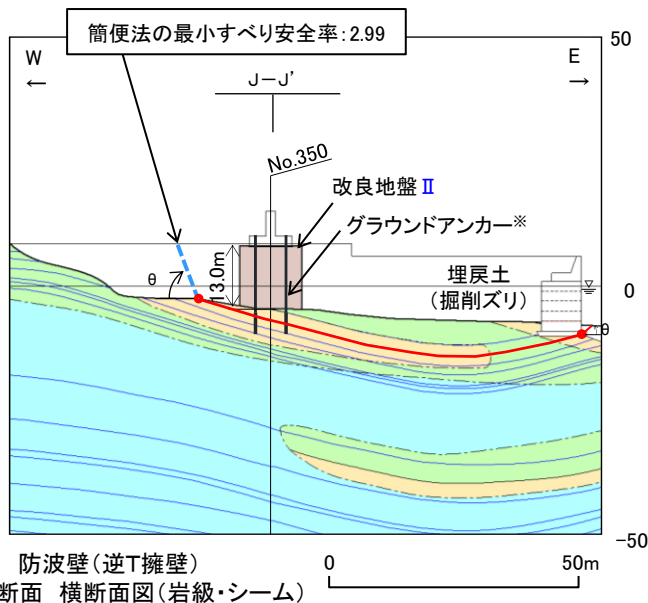 簡便法の最小すべり安全率：2.99
50
W
←
E
→
J－J’
No.350
改良地盤Ⅱ
グラウンドアンカー※
θ
13.0m
埋戻土
（掘削ズリ）
0
θ
-50
防波壁（逆T擁壁）
断面 横断面図（岩級・シーム）
0
50m